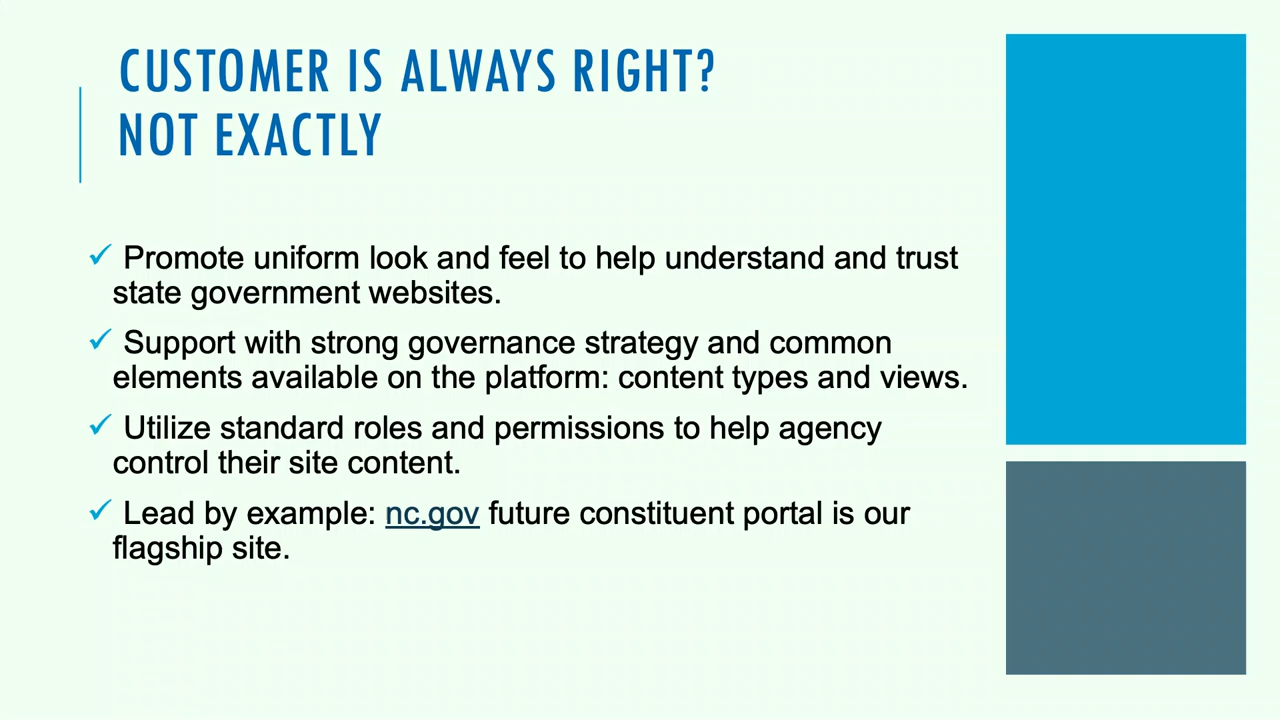 CUSTOMER IS ALWAYS RIGHT?
NOT EXACTLY
✓ Promote uniform look and feel to help understand and trust
state government websites.
✓ Support with strong governance strategy and common
elements available on the platform: content types and views.
✓ Utilize standard roles and permissions to help agency
control their site content.
✓ Lead by example: nc.gov future constituent portal is our
flagship site.